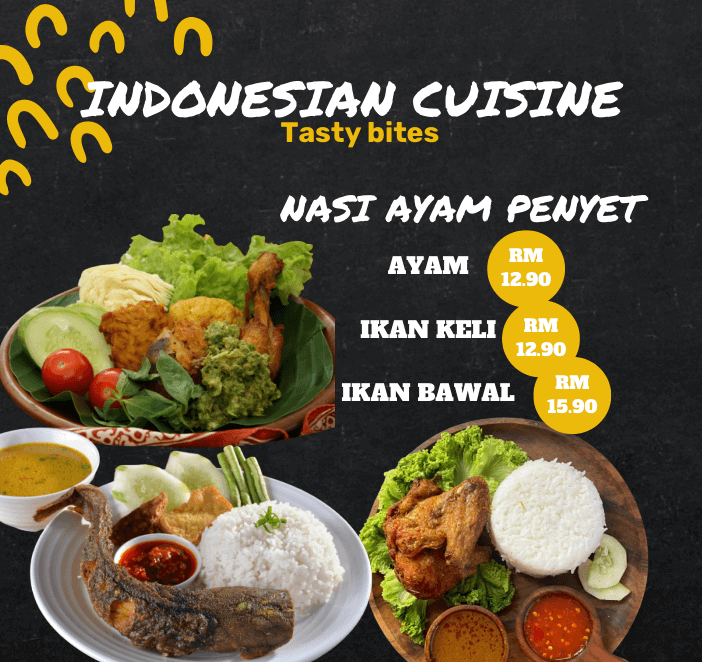 INDONESIAN CUISINE
Tasty bites
NASI AYAM PENYET
AYAM
RM
12.90
IKAN KELI
RM
12.90
IKAN BAWAL
RM
15.90